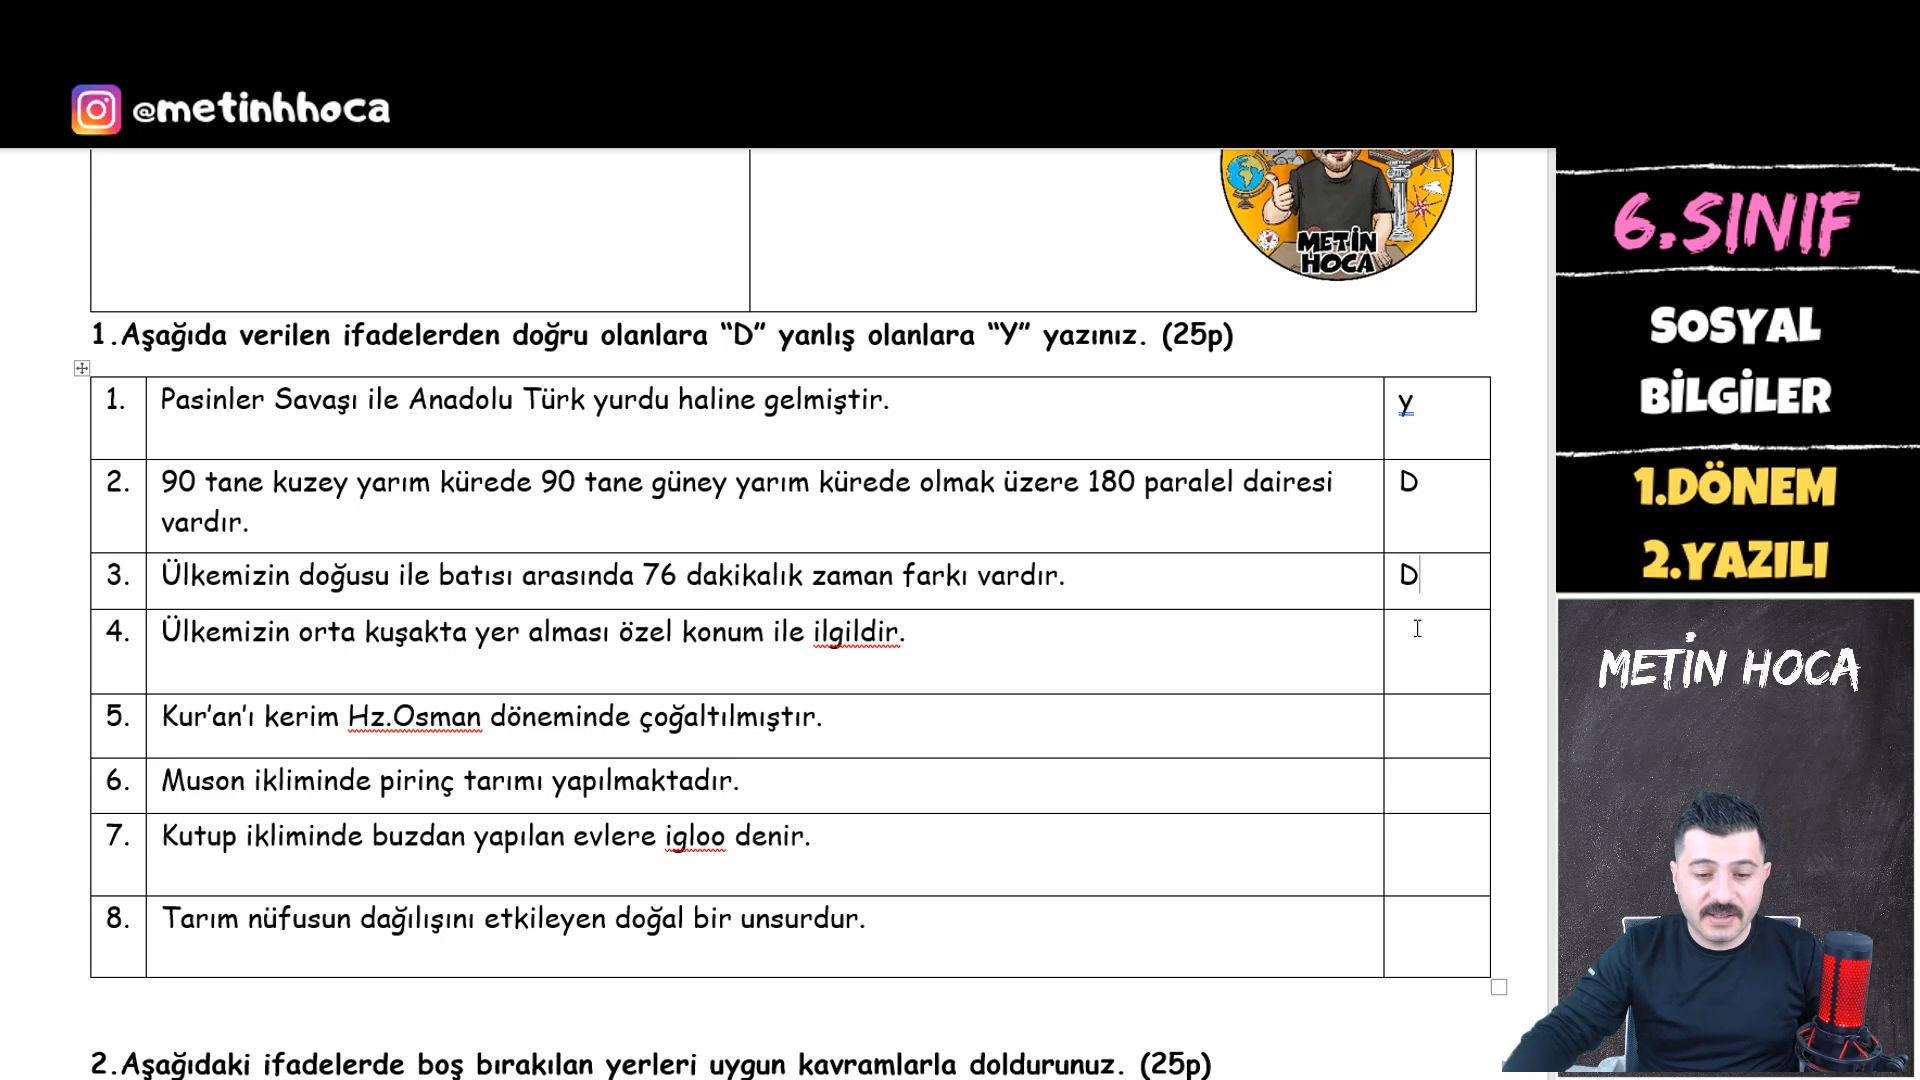 @metinhhoca
METİN
HOCA
1.Aşağıda verilen ifadelerden doğru olanlara “D” yanlış olanlara “Y” yazınız. (25p)
1. Pasinler Savaşı ile Anadolu Türk yurdu haline gelmiştir. y
2. 90 tane kuzey yarım kürede 90 tane güney yarım kürede olmak üzere 180 paralel dairesi D
vardır.
3. Ülkemizin doğusu ile batısı arasında 76 dakikalık zaman farkı vardır. D
4. Ülkemizin orta kuşakta yer alması özel konum ile ilgildir.
5. Kur’an’ı kerim Hz.Osman döneminde çoğaltılmıştır.
6. Muson ikliminde pirinç tarımı yapılmaktadır.
7. Kutup ikliminde buzdan yapılan evlere igloo denir.
8. Tarım nüfusun dağılışını etkileyen doğal bir unsurdur.
2.Aşağıdaki ifadelerde boş bırakılan yerleri uygun kavramlarla doldurunuz. (25p)
6.SINIF
SOSYAL
BİLGİLER
1.DÖNEM
2.YAZILI
METİN HOCA